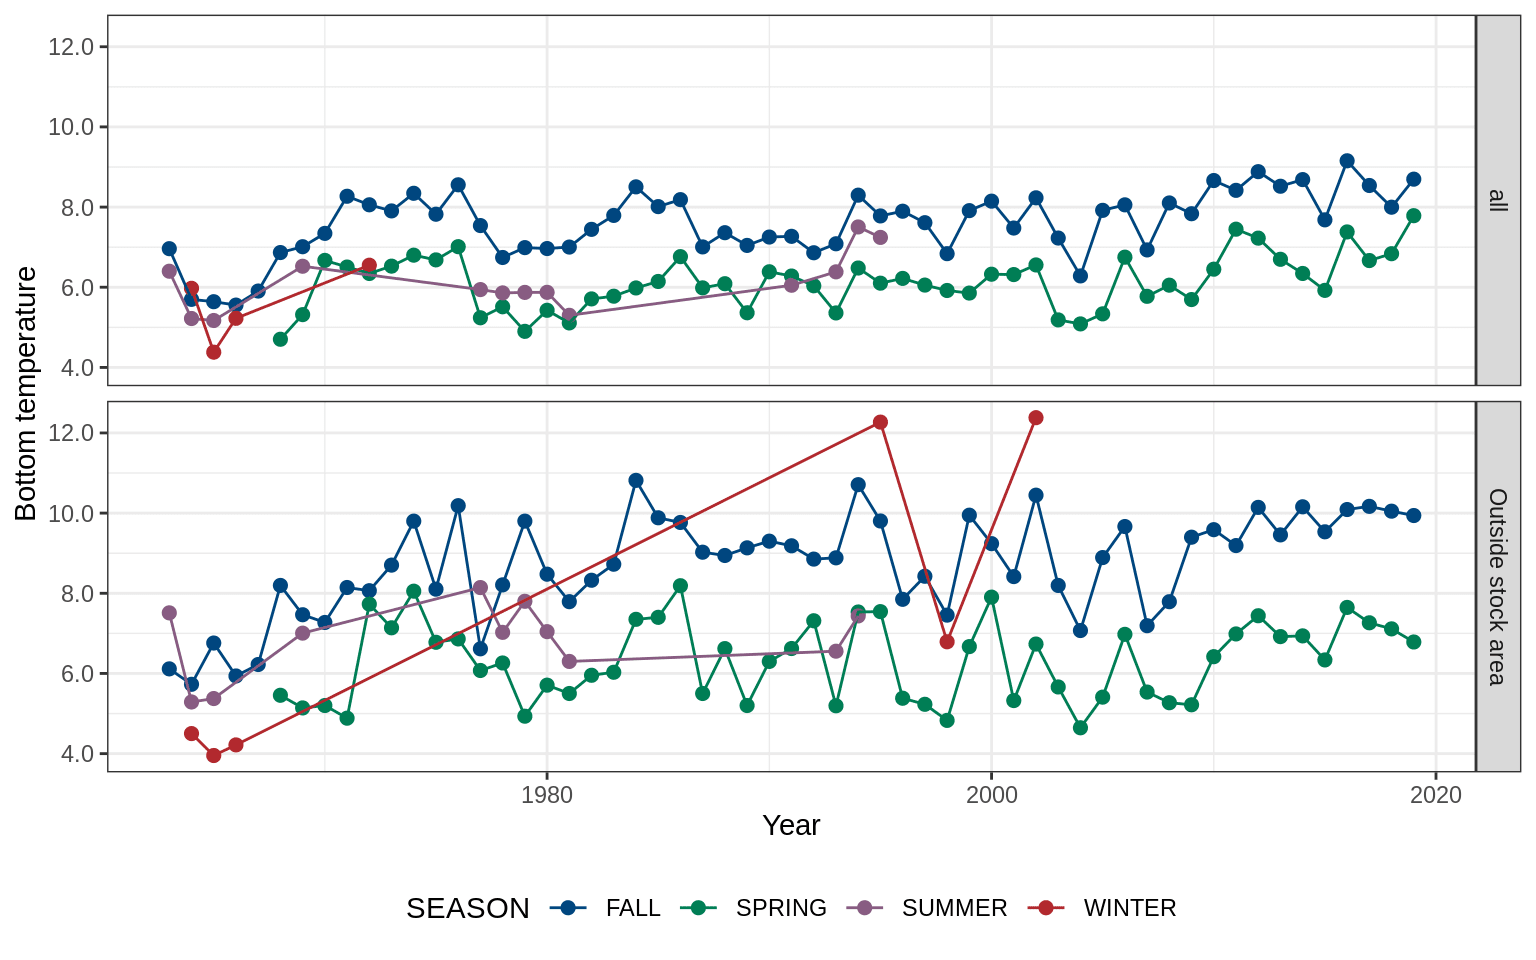 12.0
10.0
8.0
6.0
4.0
all
12.0
10.0
8.0
6.0
4.0
Outside stock area
Bottom temperature
1980 2000 2020
Year
SEASON FALL SPRING SUMMER WINTER